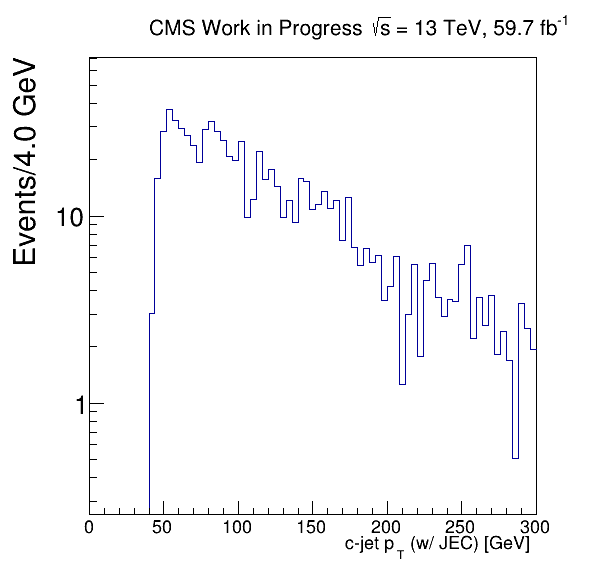 CMS Work in Progress √s = 13 TeV, 59.7 fb⁻¹
Events/4.0 GeV
10
1
0 50 100 150 200 250 300
c-jet p_T (w/ JEC) [GeV]